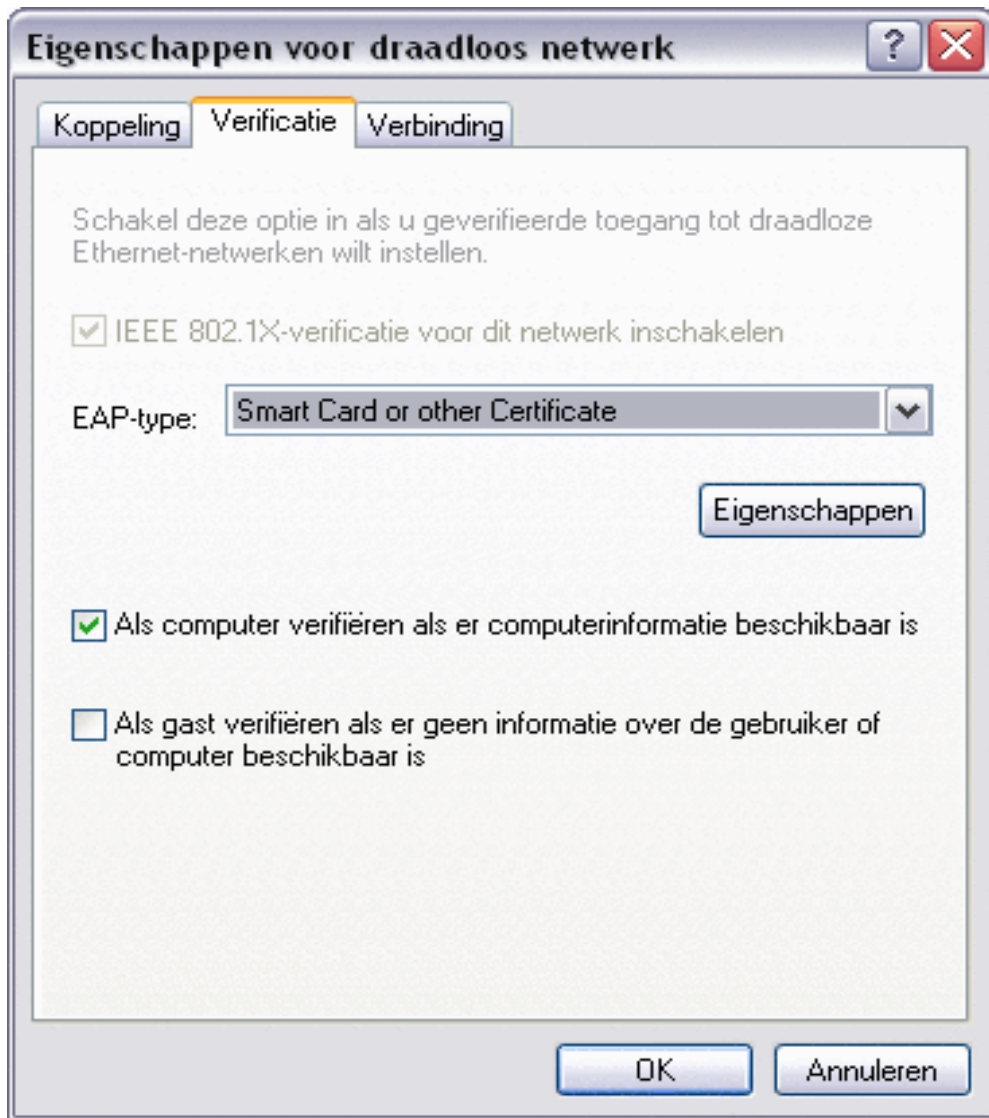 Eigenschappen voor draadloos netwerk
Koppeling
Verificatie
Verbinding
Schakel deze optie in als u geverifieerde toegang tot draadloze
Ethernet-netwerken wilt instellen.
IEEE 802.1X-verificatie voor dit netwerk inschakelen
EAP-type:
Smart Card or other Certificate
Eigenschappen
Als computer verifiëren als er computerinformatie beschikbaar is
Als gast verifiëren als er geen informatie over de gebruiker of
computer beschikbaar is
OK
Annuleren